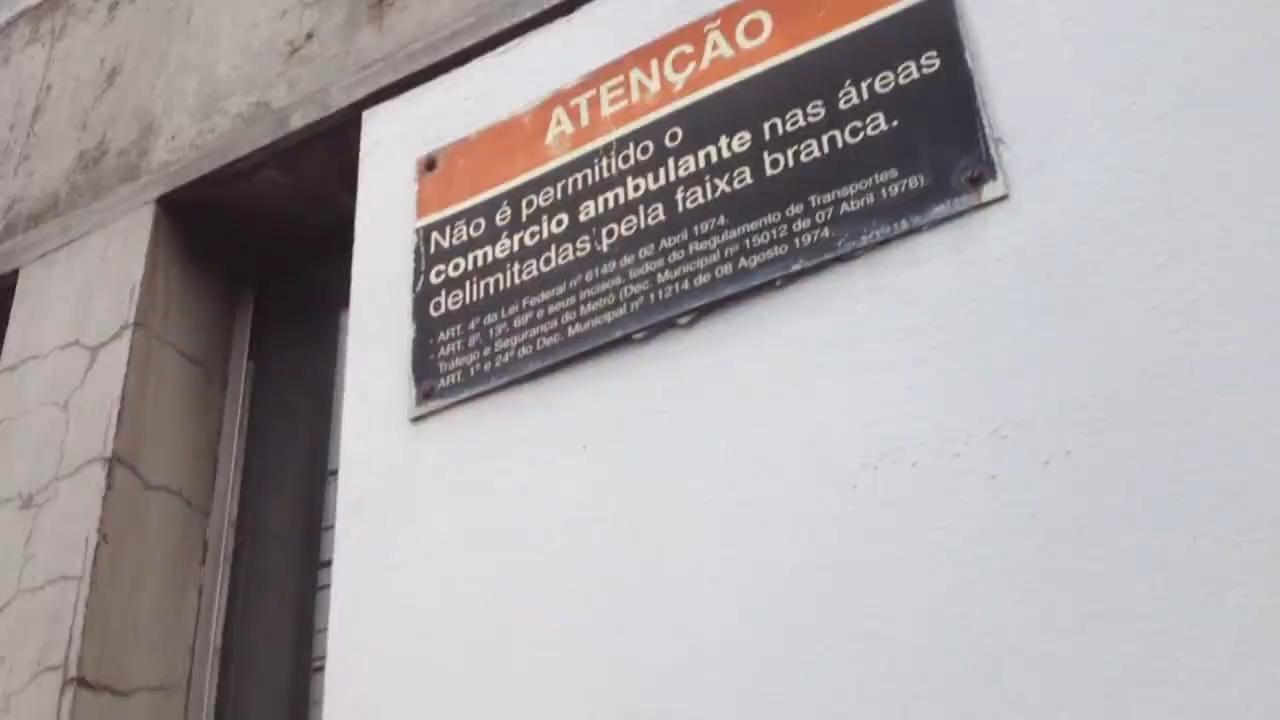 ATENÇÃO
Não é permitido o
comércio ambulante nas áreas
delimitadas pela faixa branca.
- ART. 4º da Lei Federal nº 6149 de 02 Abril 1974.
- ART. 8º, 13º, 69º e seus incisos, todos do Regulamento de Transportes
Tráfego e Segurança do Metrô (Dec. Municipal nº 15012 de 07 Abril 1978).
ART. 1º e 24º do Dec. Municipal nº 11214 de 08 Agosto 1974.